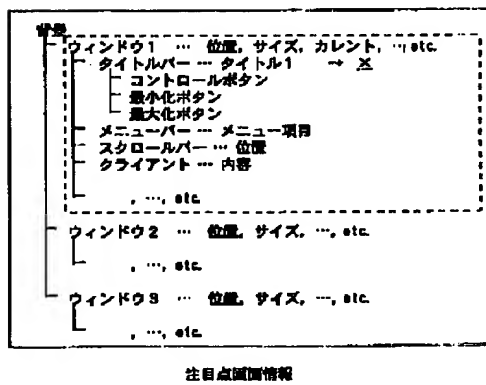 背景
ウィンドウ1 … 位置, サイズ, カレント, …, etc.
タイトルバー … タイトル1 → X
コントロールボタン
最小化ボタン
最大化ボタン
メニューバー … メニュー項目
スクロールバー … 位置
クライアント … 内容
, …, etc.
ウィンドウ2 … 位置, サイズ, …, etc.
, …, etc.
ウィンドウ3 … 位置, サイズ, …, etc.
, …, etc.
注目点画面情報